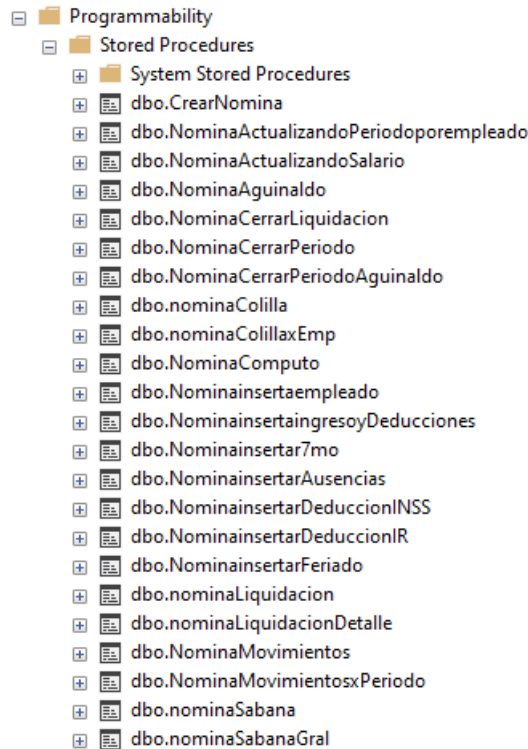 Programmability
Stored Procedures
System Stored Procedures
dbo.CrearNomina
dbo.NominaActualizandoPeriodoporempleado
dbo.NominaActualizandoSalario
dbo.NominaAguinaldo
dbo.NominaCerrarLiquidacion
dbo.NominaCerrarPeriodo
dbo.NominaCerrarPeriodoAguinaldo
dbo.nominaColilla
dbo.nominaColillaxEmp
dbo.NominaComputo
dbo.Nominainsertaempleado
dbo.NominainsertaingresoyDeducciones
dbo.Nominainsertar7mo
dbo.NominainsertarAusencias
dbo.NominainsertarDeduccionINSS
dbo.NominainsertarDeduccionIR
dbo.NominainsertarFeriado
dbo.nominaLiquidacion
dbo.nominaLiquidacionDetalle
dbo.NominaMovimientos
dbo.NominaMovimientosxPeriodo
dbo.nominaSabana
dbo.nominaSabanaGral